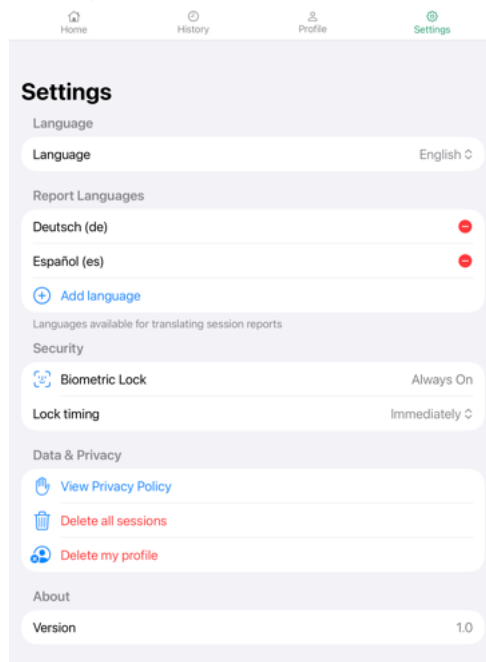 Home History Profile Settings
Settings
Language
Language English
Report Languages
Deutsch (de)
Español (es)
Add language
Languages available for translating session reports
Security
Biometric Lock Always On
Lock timing Immediately
Data & Privacy
View Privacy Policy
Delete all sessions
Delete my profile
About
Version 1.0